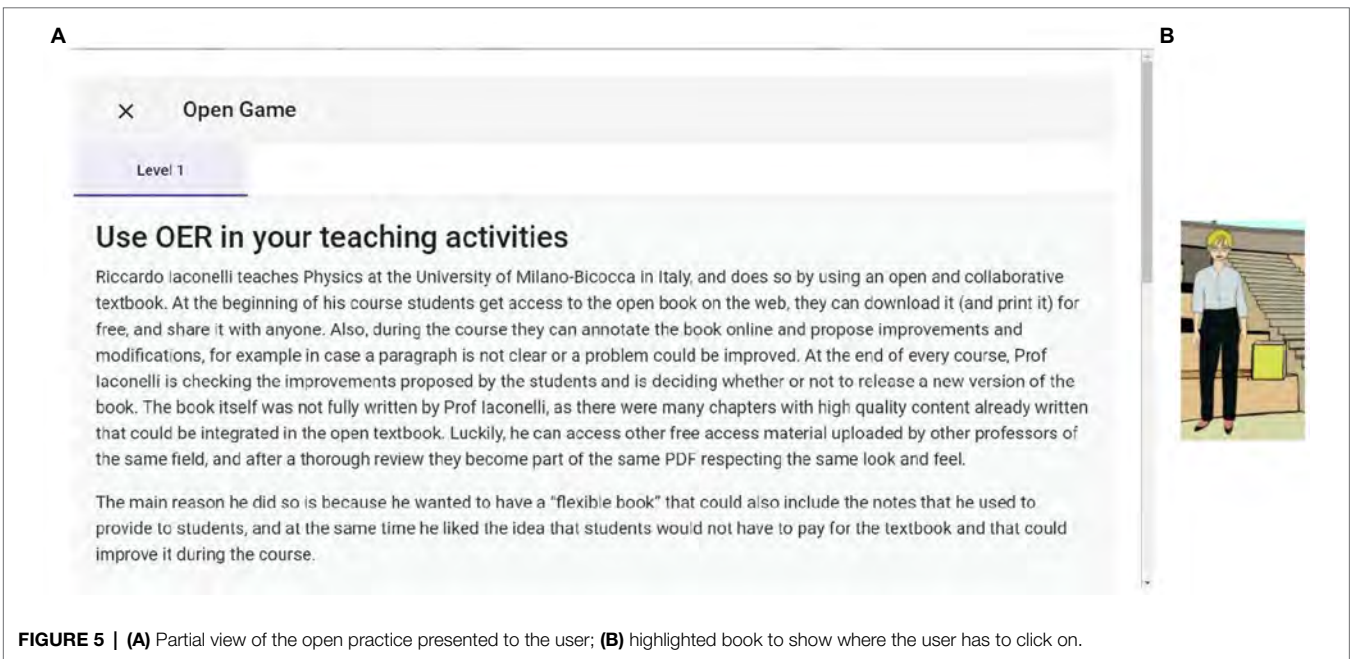 A
B
Open Game
Level 1
Use OER in your teaching activities
Riccardo Iaconelli teaches Physics at the University of Milano-Bicocca in Italy, and does so by using an open and collaborative
textbook. At the beginning of his course students get access to the open book on the web, they can download it (and print it) for
free, and share it with anyone. Also, during the course they can annotate the book online and propose improvements and
modifications, for example in case a paragraph is not clear or a problem could be improved. At the end of every course, Prof
Iaconelli is checking the improvements proposed by the students and is deciding whether or not to release a new version of the
book. The book itself was not fully written by Prof Iaconelli, as there were many chapters with high quality content already written
that could be integrated in the open textbook. Luckily, he can access other free access material uploaded by other professors of
the same field, and after a thorough review they become part of the same PDF respecting the same look and feel.
The main reason he did so is because he wanted to have a "flexible book" that could also include the notes that he used to
provide to students, and at the same time he liked the idea that students would not have to pay for the textbook and that could
improve it during the course.
FIGURE 5 | (A) Partial view of the open practice presented to the user; (B) highlighted book to show where the user has to click on.